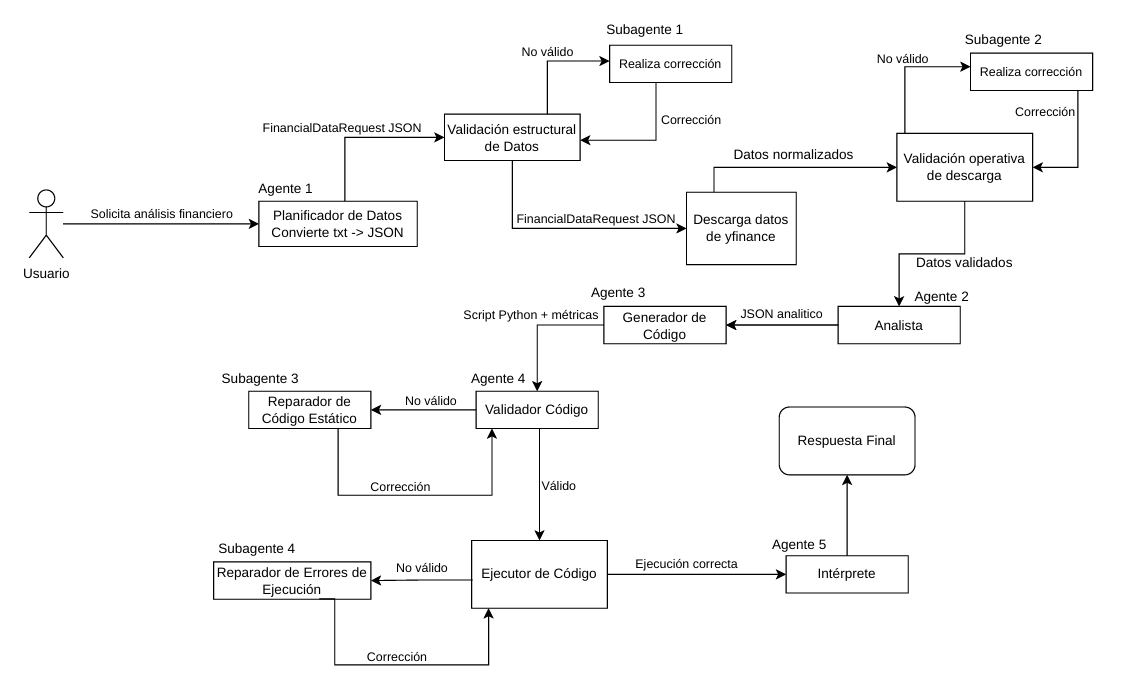 Subagente 1
No válido
Realiza corrección
Corrección
Subagente 2
No válido
Realiza corrección
Corrección
FinancialDataRequest JSON
Validación estructural
de Datos
Datos normalizados
Validación operativa
de descarga
Agente 1
Solicita análisis financiero
Planificador de Datos
Convierte txt -> JSON
FinancialDataRequest JSON
Descarga datos
de yfinance
Usuario
Datos validados
Agente 3
Agente 2
Script Python + métricas
Generador de
Código
JSON analitico
Analista
Subagente 3
Agente 4
Reparador de
Código Estático
No válido
Validador Código
Respuesta Final
Corrección
Válido
Subagente 4
Agente 5
Reparador de Errores de
Ejecución
No válido
Ejecutor de Código
Ejecución correcta
Intérprete
Corrección